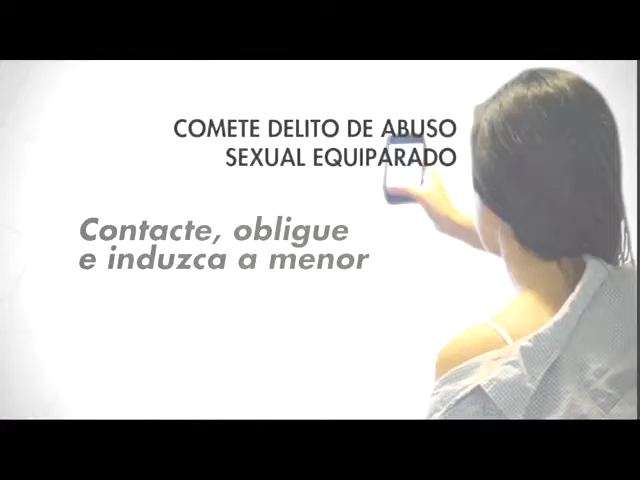 COMETE DELITO DE ABUSO
SEXUAL EQUIPARADO
Contacte, obligue
e induzca a menor